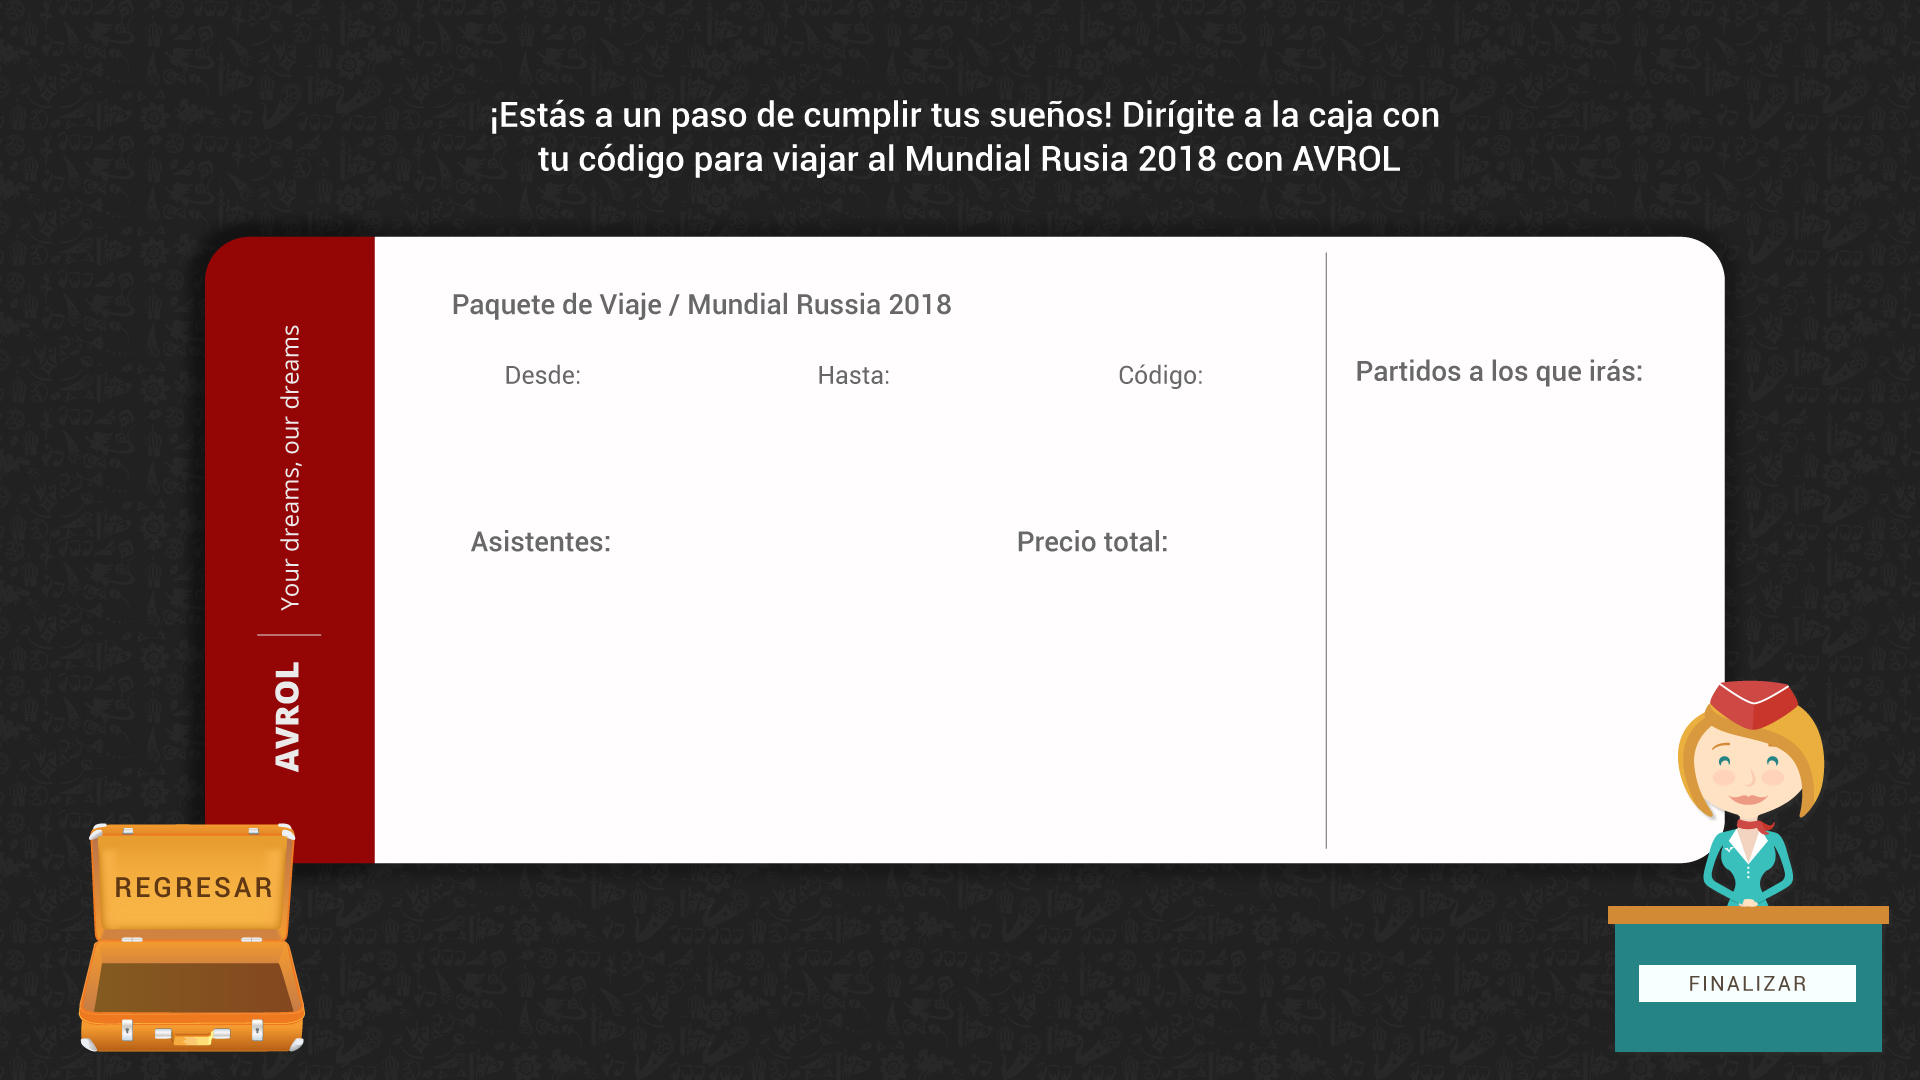 ¡Estás a un paso de cumplir tus sueños! Dirígite a la caja con
tu código para viajar al Mundial Rusia 2018 con AVROL
Paquete de Viaje / Mundial Russia 2018
Desde:
Hasta:
Código:
Partidos a los que irás:
Asistentes:
Precio total:
AVROL
Your dreams, our dreams
REGRESAR
FINALIZAR